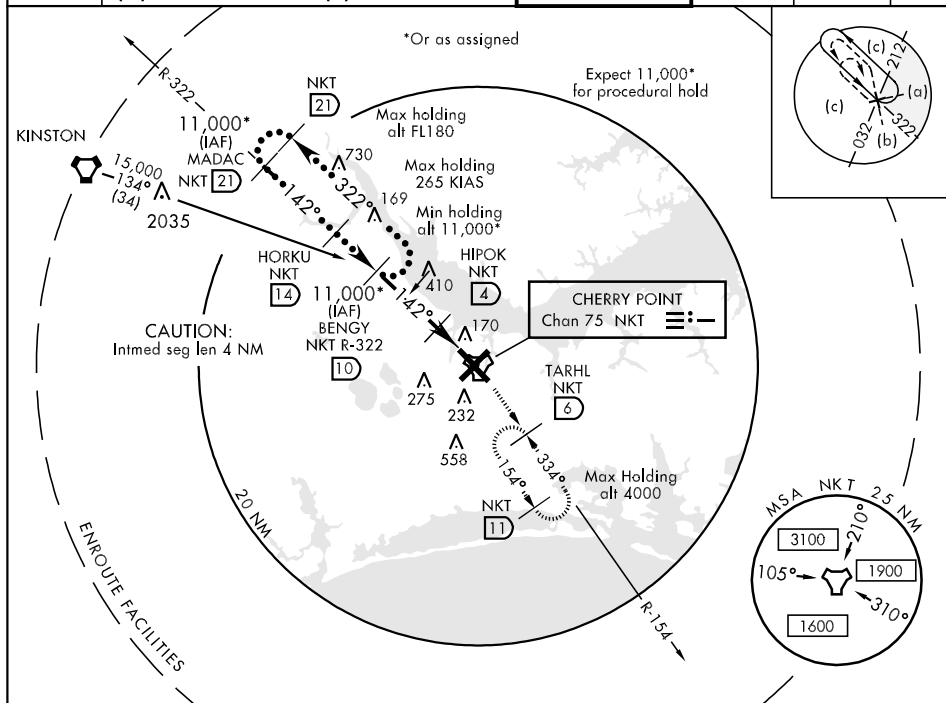 *Or as assigned
Expect 11,000*
for procedural hold
(c)
212
(a)
(c)
322
(b)
032
R-322
NKT
21
Max holding
alt FL180
11,000*
(IAF)
MADAC
NKT 21
KINSTON
15,000
134°
(34)
2035
730
322°
142°
Max holding
265 KIAS
169
Min holding
alt 11,000*
HORKU
NKT
14
HIPOK
NKT
4
410
11,000*
(IAF)
BENGY
NKT R-322
10
142°
170
CHERRY POINT
Chan 75 NKT
CAUTION:
Intmed seg len 4 NM
TARHL
NKT
6
275
232
558
334°
154°
Max Holding
alt 4000
NKT
11
20 NM
R-154
ENROUTE FACILITIES
MSA NKT 25 NM
3100
210°
105°
1900
310°
1600